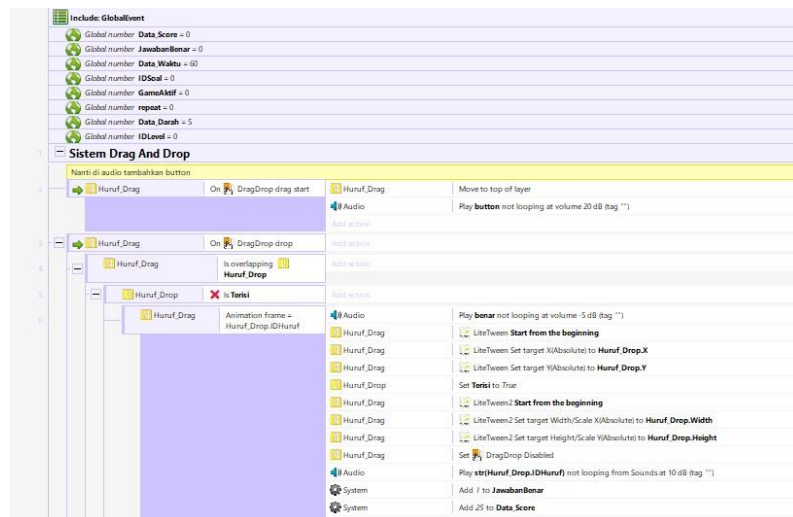 Include: GlobalEvent
Global number Data_Score = 0
Global number JawabanBenar = 0
Global number Data_Waktu = 60
Global number IDSoal = 0
Global number GameAktif = 0
Global number repeat = 0
Global number Data_Darah = 5
Global number IDLevel = 0
1 Sistem Drag And Drop
Nanti di audio tambahkan button
2 Huruf_Drag On DragDrop drag start Huruf_Drag Move to top of layer
Audio Play button not looping at volume 20 dB (tag "")
Add action
3 Huruf_Drag On DragDrop drop Add action
4 Huruf_Drag Is overlapping Huruf_Drop Add action
5 Huruf_Drop Is Terisi Add action
6 Huruf_Drag Animation frame = Huruf_Drop.IDHuruf Audio Play benar not looping at volume -5 dB (tag "")
Huruf_Drag LiteTween Start from the beginning
Huruf_Drag LiteTween Set target X(Absolute) to Huruf_Drop.X
Huruf_Drag LiteTween Set target Y(Absolute) to Huruf_Drop.Y
Huruf_Drop Set Terisi to True
Huruf_Drag LiteTween2 Start from the beginning
Huruf_Drag LiteTween2 Set target Width/Scale X(Absolute) to Huruf_Drop.Width
Huruf_Drag LiteTween2 Set target Height/Scale Y(Absolute) to Huruf_Drop.Height
Huruf_Drag Set DragDrop Disabled
Audio Play str(Huruf_Drop.IDHuruf) not looping from Sounds at 10 dB (tag "")
System Add 1 to JawabanBenar
System Add 25 to Data_Score